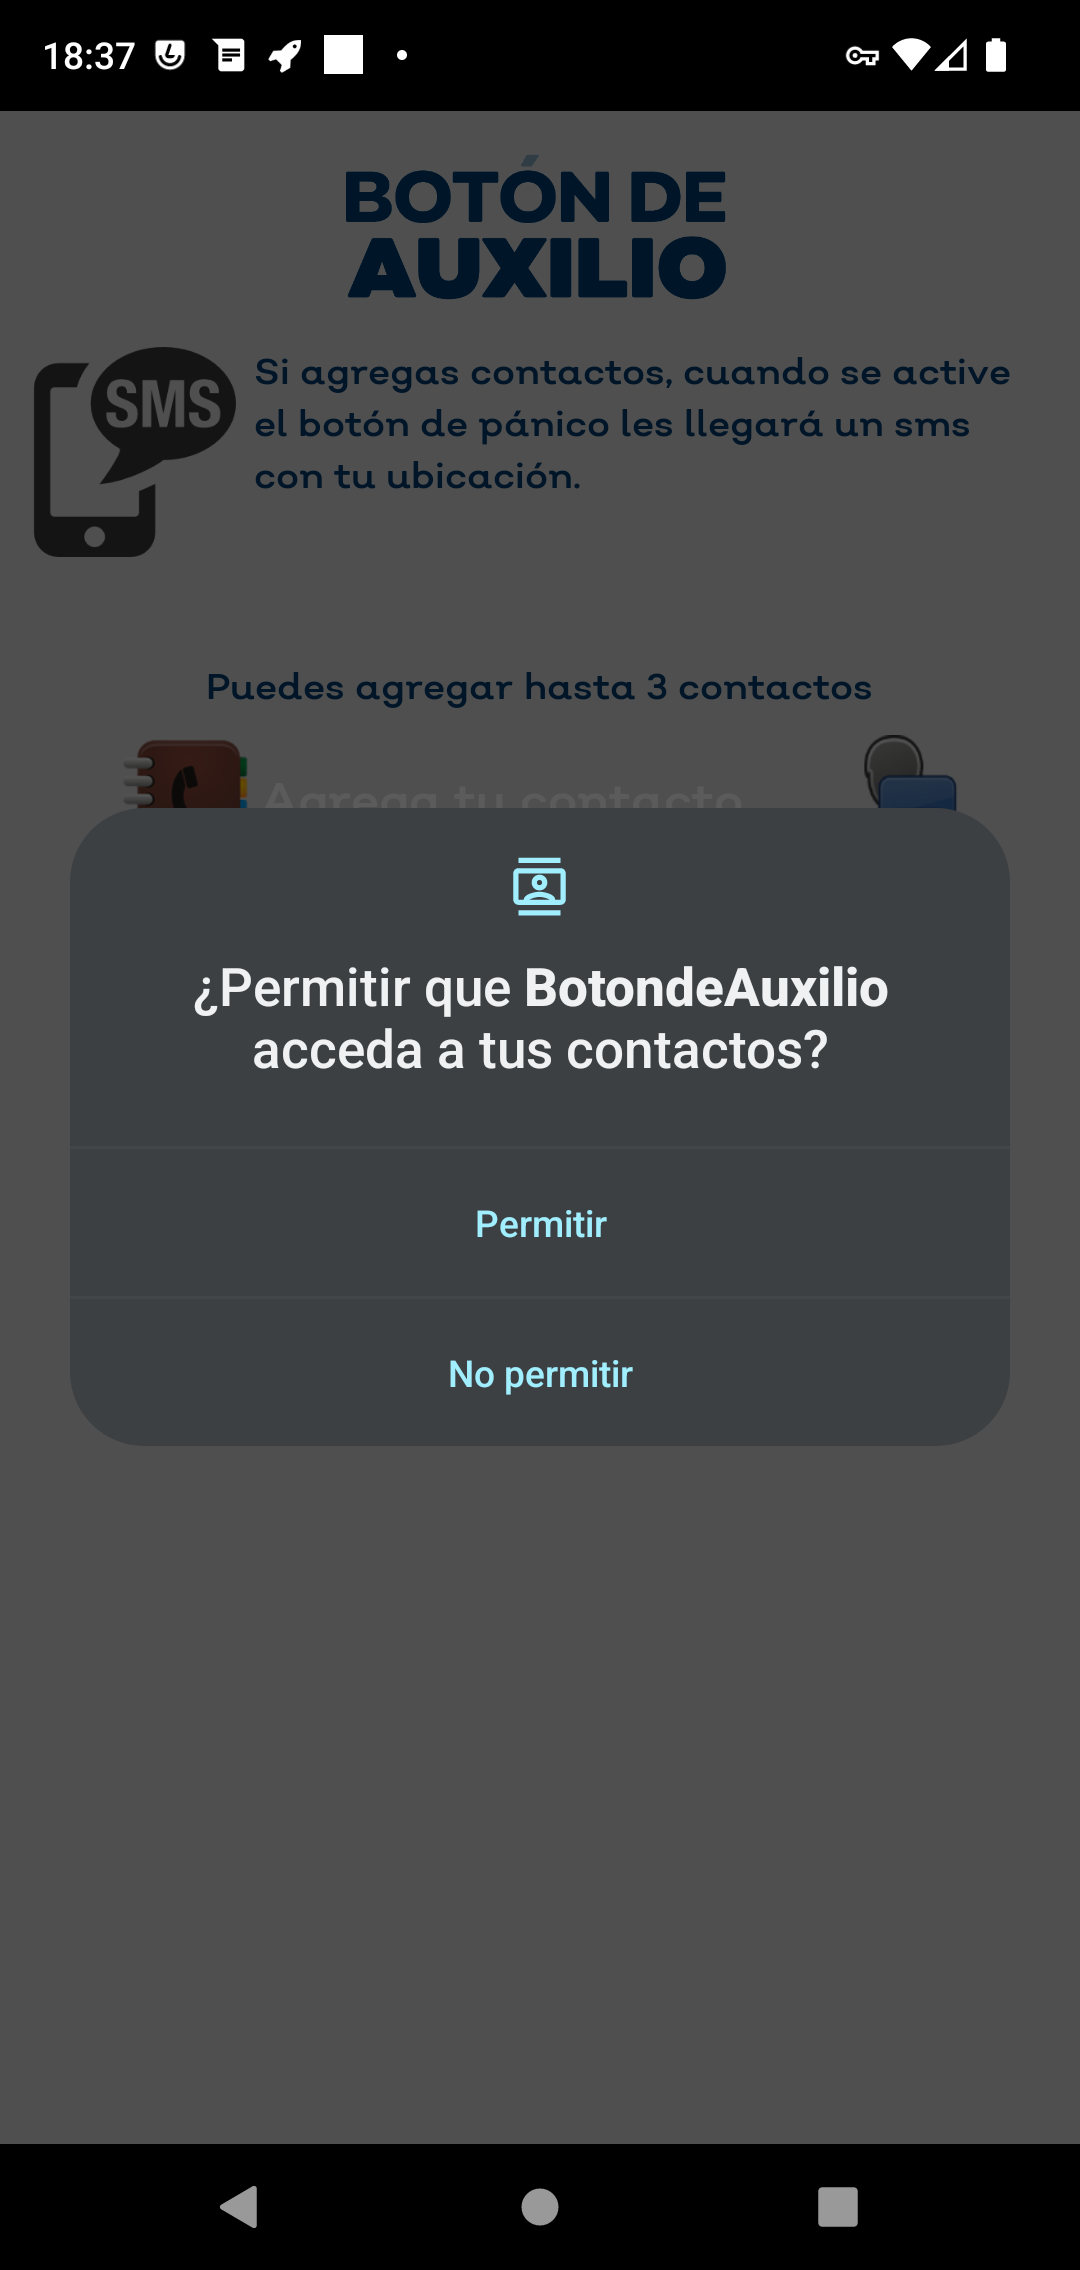 18:37
BOTÓN DE
AUXILIO
SMS
Si agregas contactos, cuando se active
el botón de pánico les llegará un sms
con tu ubicación.
Puedes agregar hasta 3 contactos
Agrega tu contacto
¿Permitir que BotondeAuxilio
acceda a tus contactos?
Permitir
No permitir